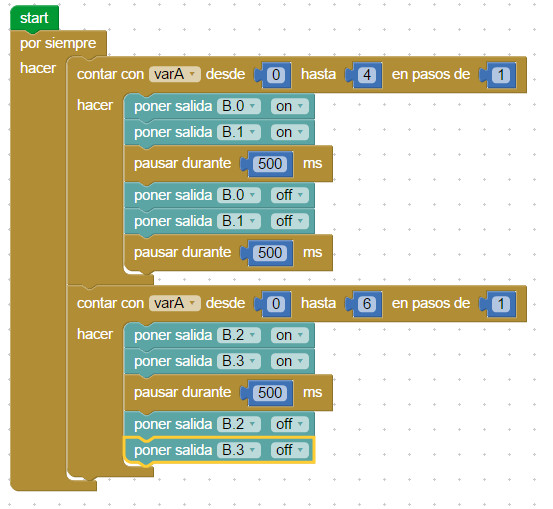 start
por siempre
hacer contar con varA desde 0 hasta 4 en pasos de 1
hacer poner salida B.0 on
poner salida B.1 on
pausar durante 500 ms
poner salida B.0 off
poner salida B.1 off
pausar durante 500 ms
contar con varA desde 0 hasta 6 en pasos de 1
hacer poner salida B.2 on
poner salida B.3 on
pausar durante 500 ms
poner salida B.2 off
poner salida B.3 off